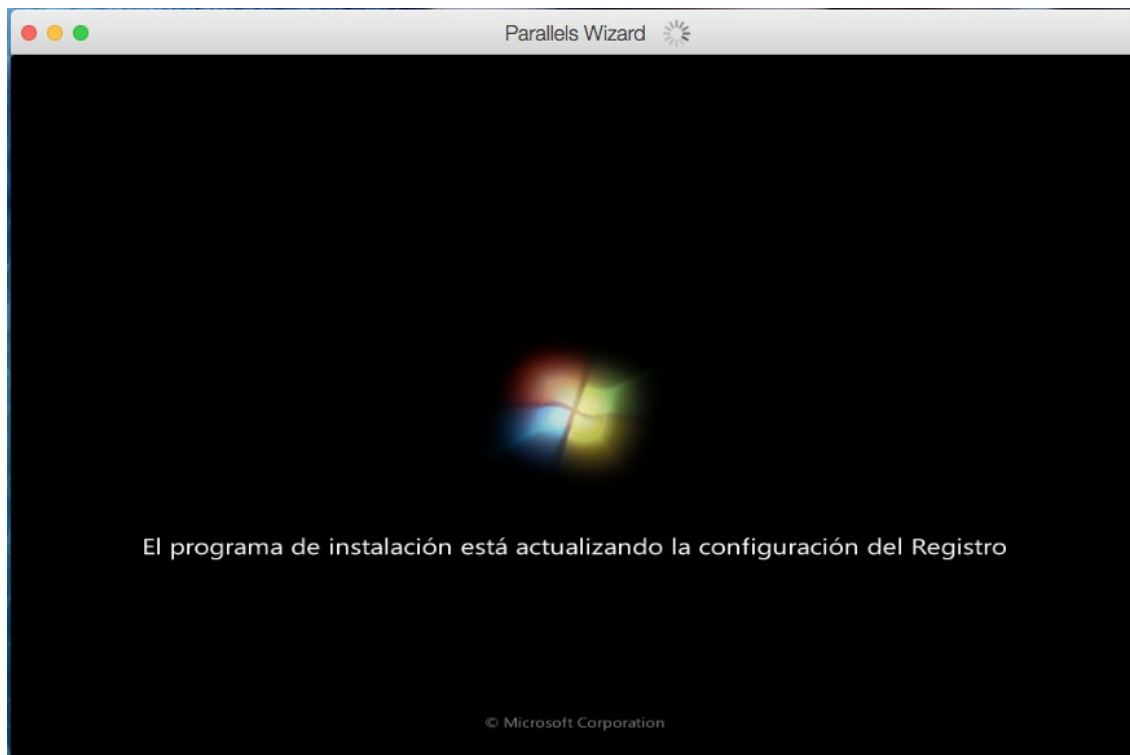 Parallels Wizard
El programa de instalación está actualizando la configuración del Registro
© Microsoft Corporation